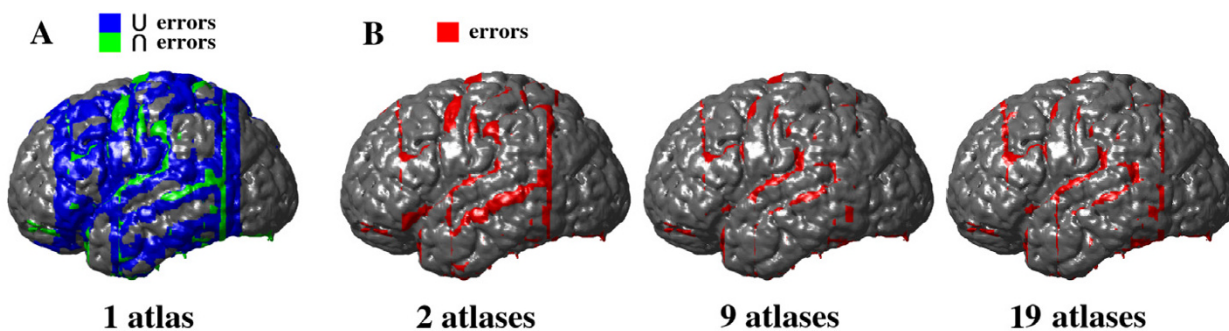 A
∪ errors
∩ errors
B
errors
1 atlas
2 atlases
9 atlases
19 atlases